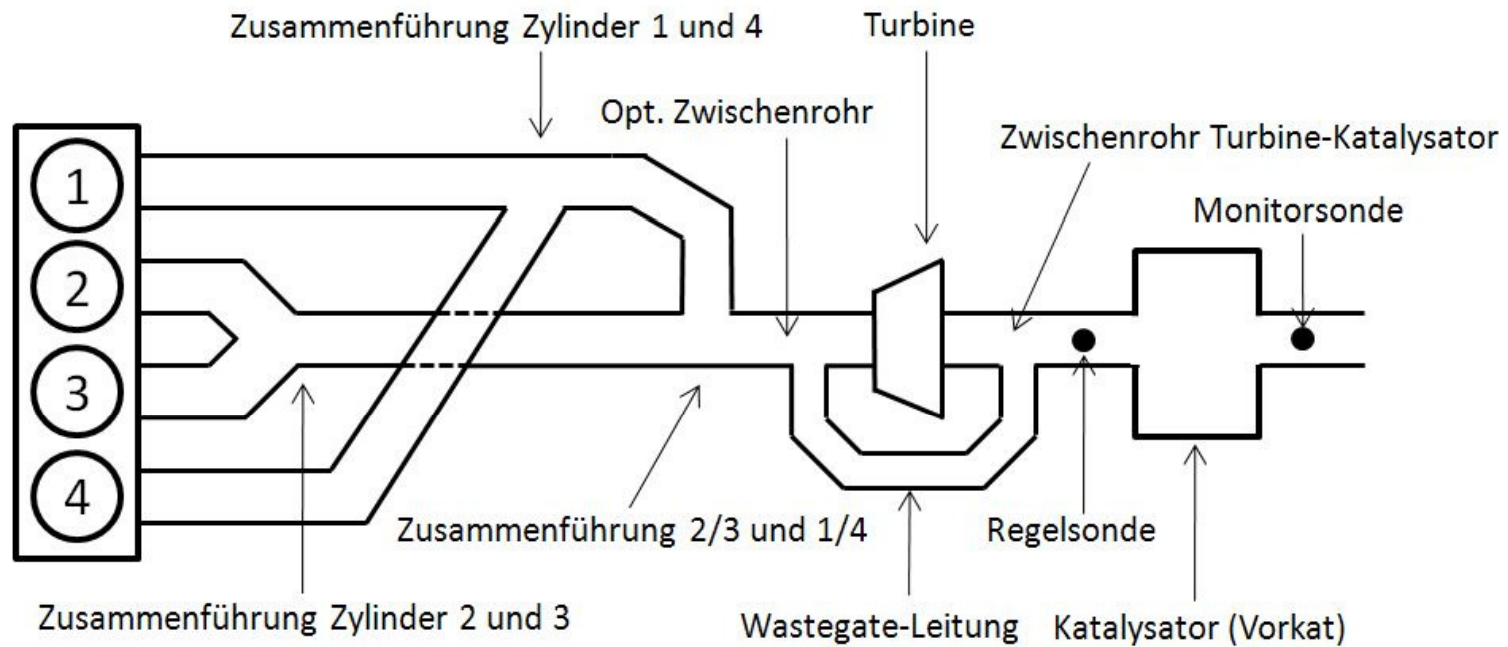 Zusammenführung Zylinder 1 und 4
Turbine
Opt. Zwischenrohr
Zwischenrohr Turbine-Katalysator
Monitorsonde
1
2
3
4
Zusammenführung 2/3 und 1/4
Regelsonde
Zusammenführung Zylinder 2 und 3
Wastegate-Leitung
Katalysator (Vorkat)